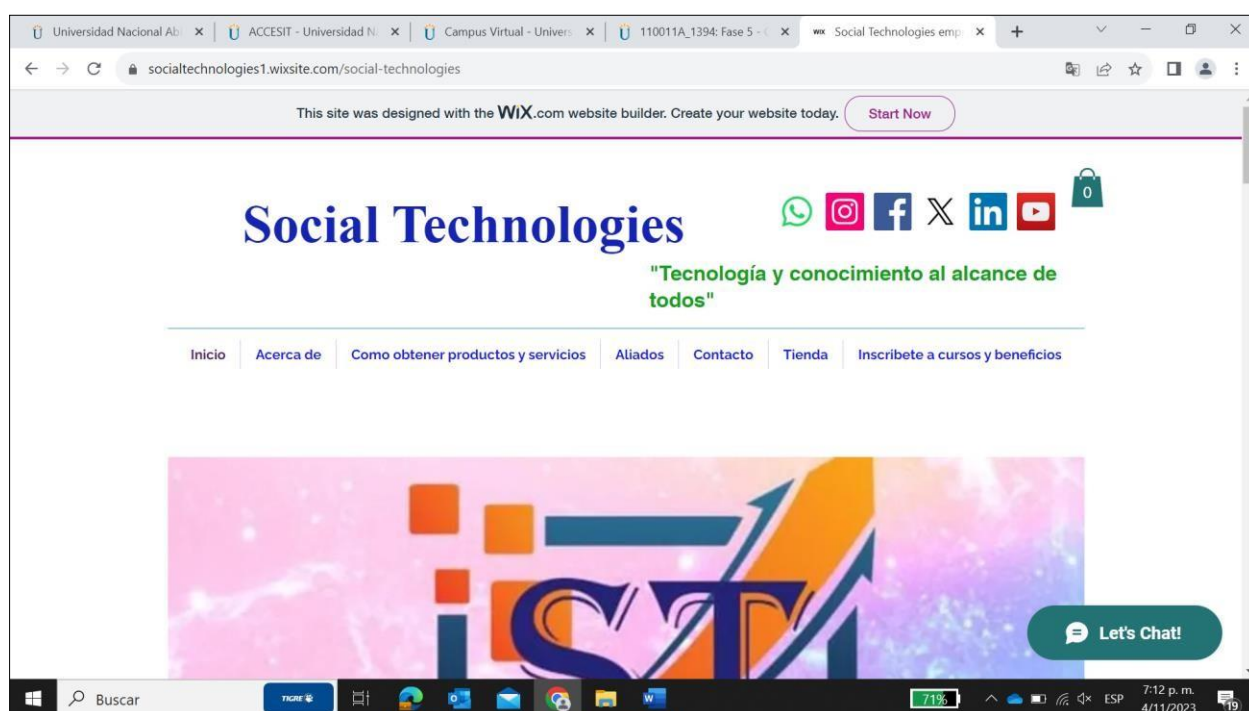 Universidad Nacional Ab
ACCESIT - Universidad N
Campus Virtual - Univers
110011A_1394: Fase 5 -
WIX Social Technologies emp
socialtechnologies1.wixsite.com/social-technologies
This site was designed with the WiX.com website builder. Create your website today. Start Now
0
Social Technologies
"Tecnología y conocimiento al alcance de
todos"
Inicio Acerca de Como obtener productos y servicios Aliados Contacto Tienda Inscribete a cursos y beneficios
ST
Let's Chat!
Buscar
TIGRE
71%
ESP
7:12 p. m.
4/11/2023
19